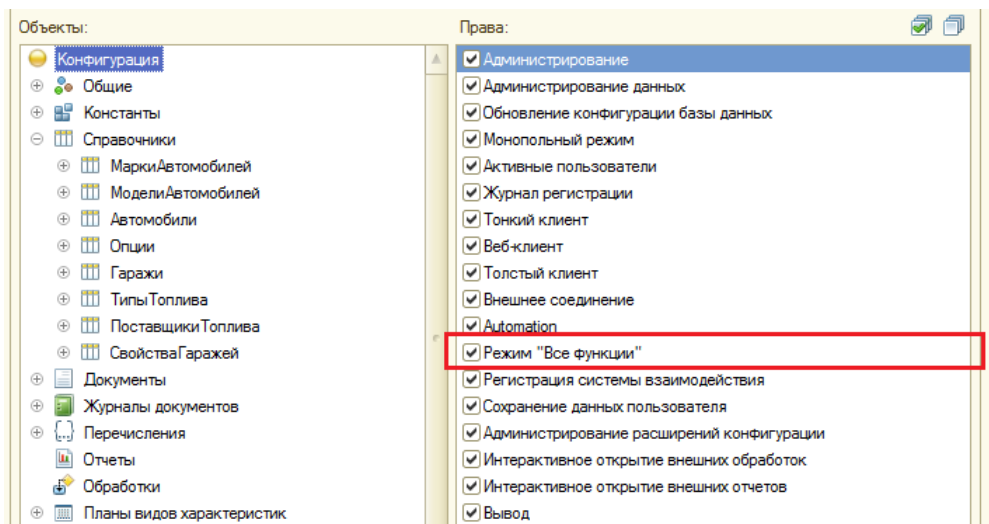 Объекты:
Конфигурация
Общие
Константы
Справочники
МаркиАвтомобилей
МоделиАвтомобилей
Автомобили
Опции
Гаражи
ТипыТоплива
ПоставщикиТоплива
СвойстваГаражей
Документы
Журналы документов
Перечисления
Отчеты
Обработки
Планы видов характеристик
Права:
Администрирование
Администрирование данных
Обновление конфигурации базы данных
Монопольный режим
Активные пользователи
Журнал регистрации
Тонкий клиент
Веб-клиент
Толстый клиент
Внешнее соединение
Automation
Режим "Все функции"
Регистрация системы взаимодействия
Сохранение данных пользователя
Администрирование расширений конфигурации
Интерактивное открытие внешних обработок
Интерактивное открытие внешних отчетов
Вывод